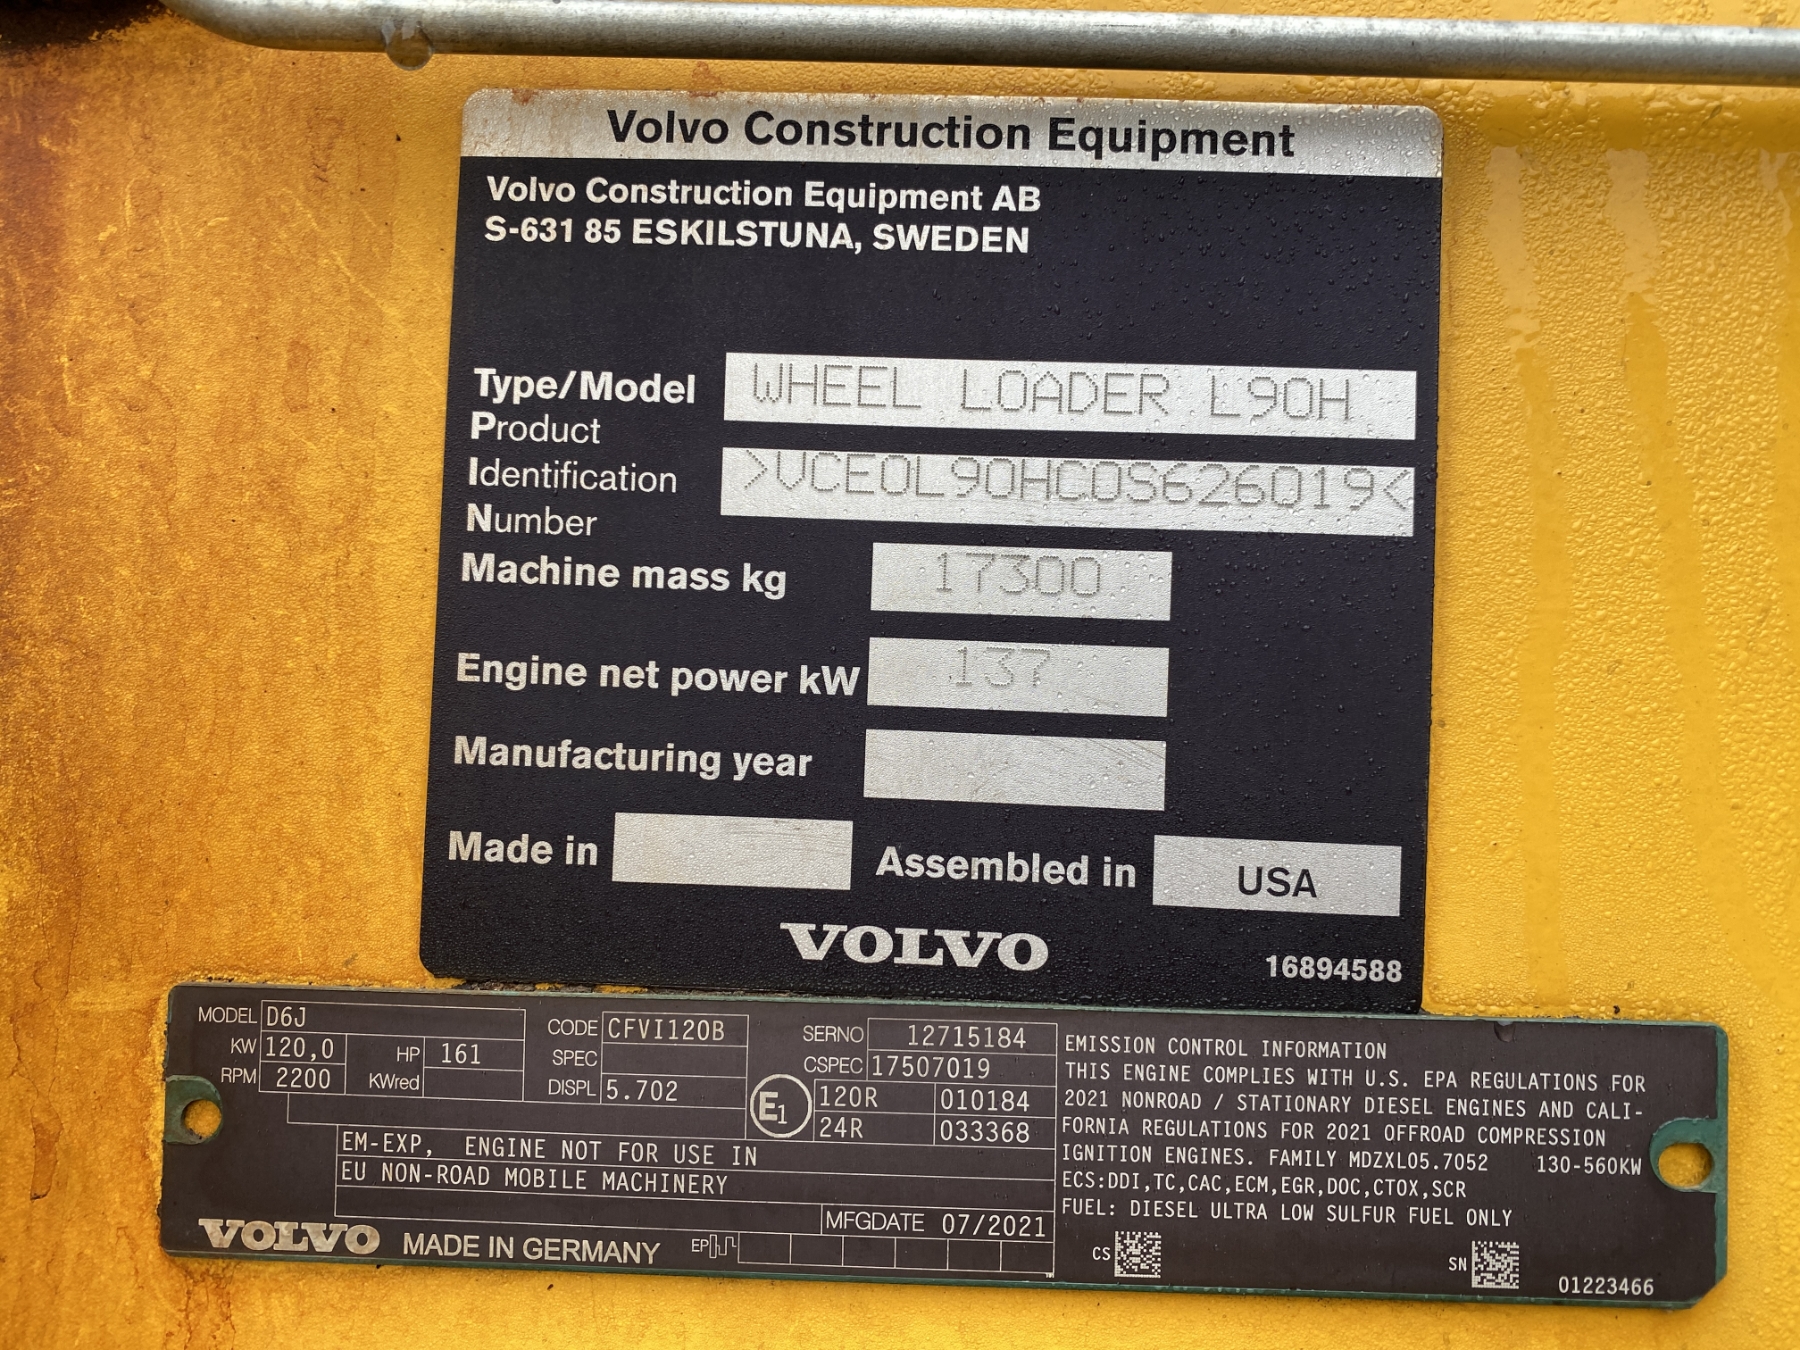 Volvo Construction Equipment
Volvo Construction Equipment AB
S-631 85 ESKILSTUNA, SWEDEN
Type/Model WHEEL LOADER L90H
Product
Identification >VCE0L90HC0S626019<
Number
Machine mass kg 17300
Engine net power kW 137
Manufacturing year
Made in Assembled in USA
VOLVO 16894588
MODEL D6J CODE CFVI120B SERNO 12715184
KW 120,0 HP 161 SPEC CSPEC 17507019
RPM 2200 KWred DISPL 5.702 E1 120R 010184
24R 033368
EM-EXP, ENGINE NOT FOR USE IN
EU NON-ROAD MOBILE MACHINERY
MFGDATE 07/2021
VOLVO MADE IN GERMANY EP
EMISSION CONTROL INFORMATION
THIS ENGINE COMPLIES WITH U.S. EPA REGULATIONS FOR
2021 NONROAD / STATIONARY DIESEL ENGINES AND CALI-
FORNIA REGULATIONS FOR 2021 OFFROAD COMPRESSION
IGNITION ENGINES. FAMILY MDZXL05.7052 130-560KW
ECS:DDI,TC,CAC,ECM,EGR,DOC,CTOX,SCR
FUEL: DIESEL ULTRA LOW SULFUR FUEL ONLY
CS SN 01223466